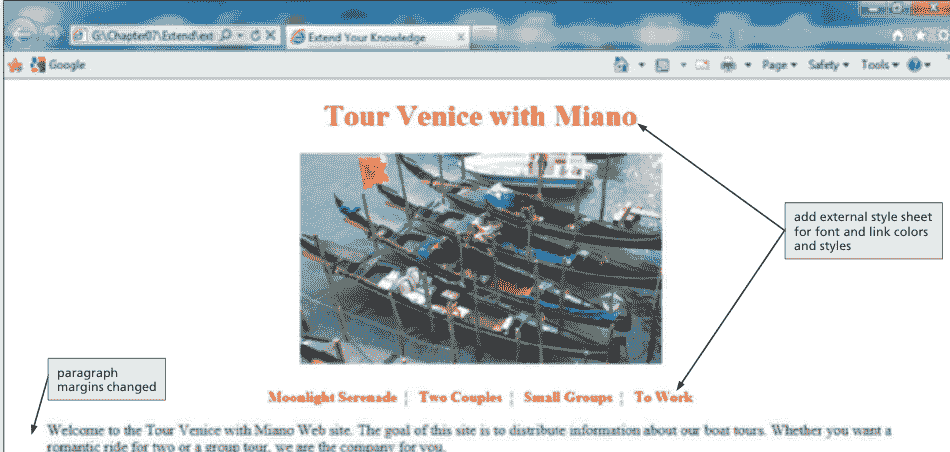 G:\Chapter07\Extend\ext
Extend Your Knowledge
Google
Page
Safety
Tools
Tour Venice with Miano
add external style sheet
for font and link colors
and styles
paragraph
margins changed
Moonlight Serenade | Two Couples | Small Groups | To Work
Welcome to the Tour Venice with Miano Web site. The goal of this site is to distribute information about our boat tours. Whether you want a
romantic ride for two or a group tour, we are the company for you.